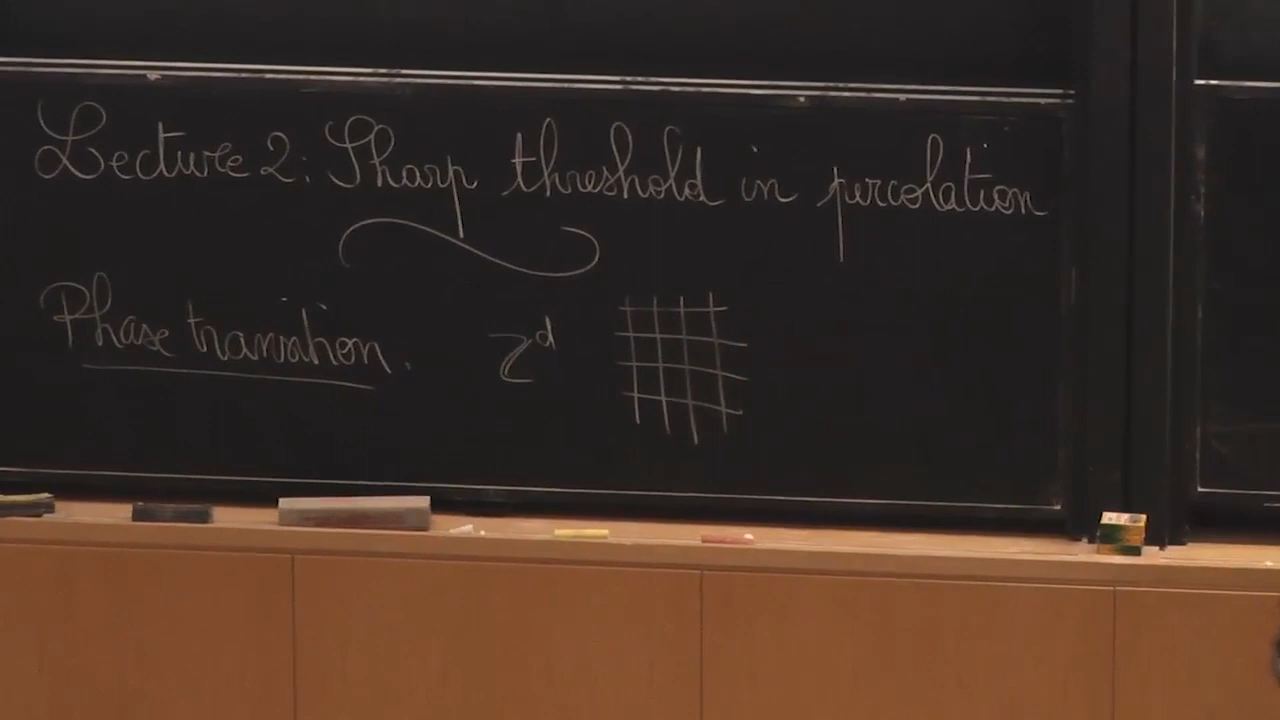 Lecture 2: Sharp threshold in percolation
Phase transition. Z^d